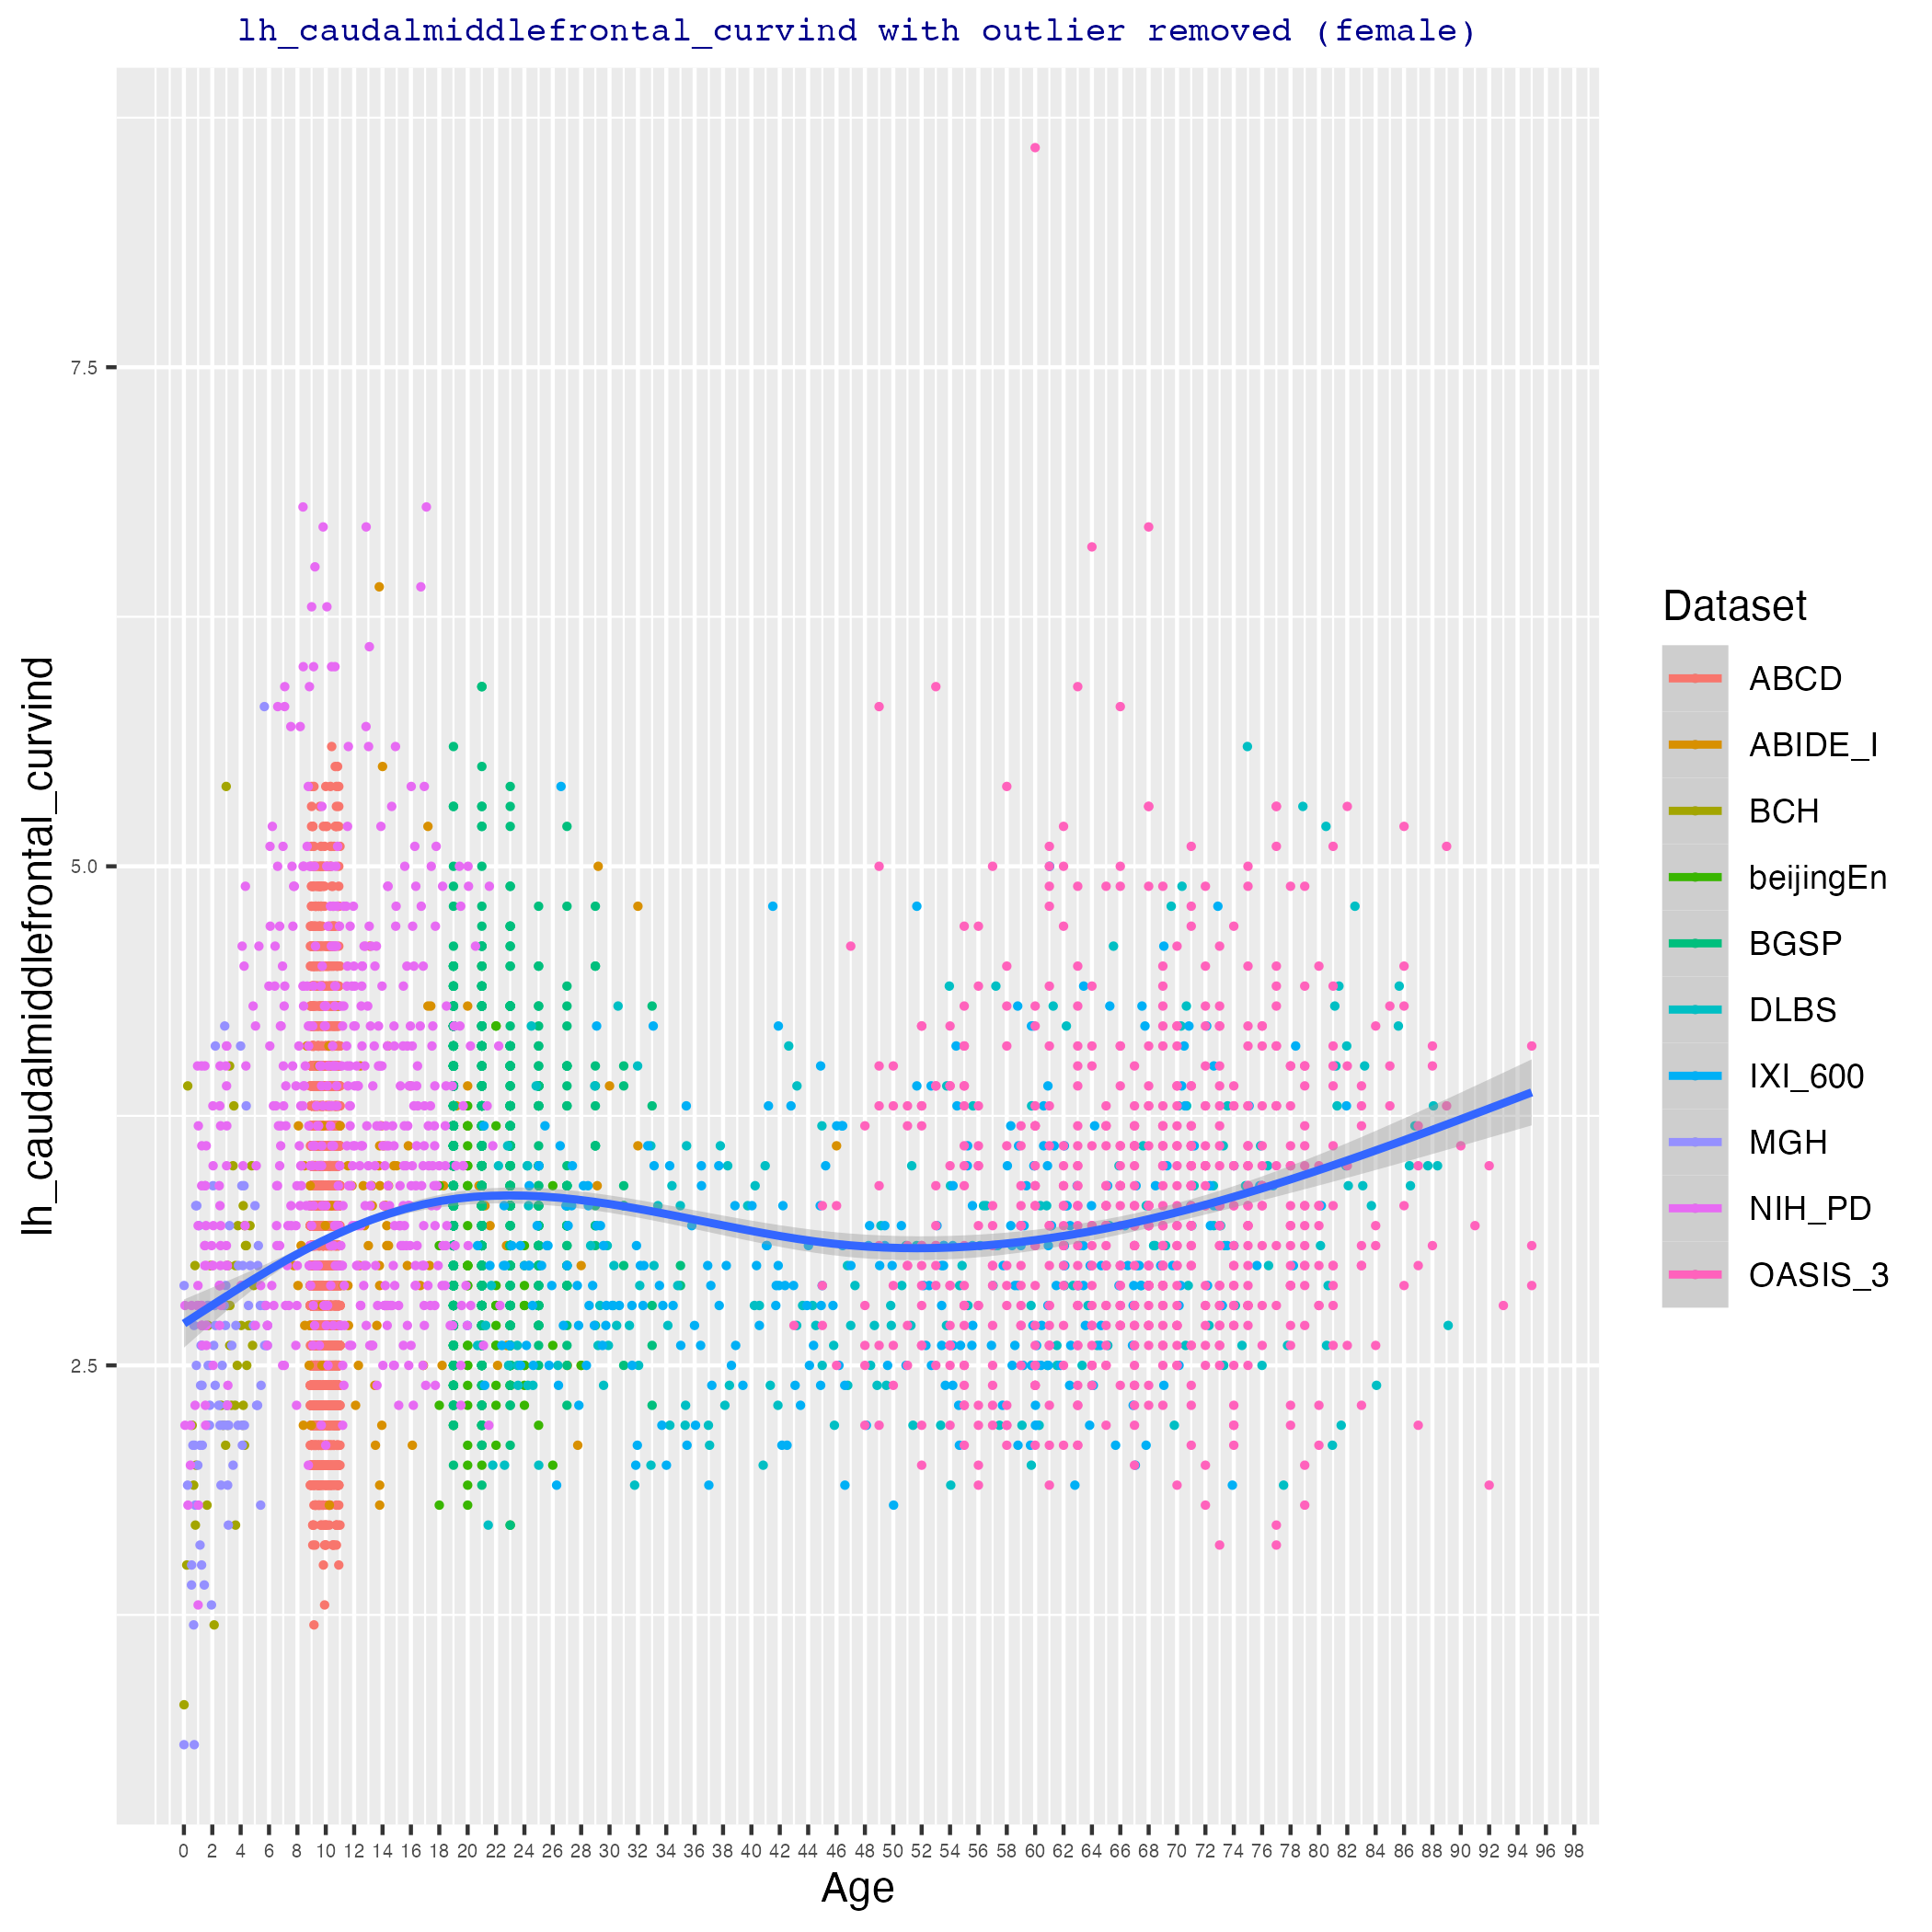 lh_caudalmiddlefrontal_curvind with outlier removed (female)
lh_caudalmiddlefrontal_curvind
7.5
5.0
2.5
0 2 4 6 8 10 12 14 16 18 20 22 24 26 28 30 32 34 36 38 40 42 44 46 48 50 52 54 56 58 60 62 64 66 68 70 72 74 76 78 80 82 84 86 88 90 92 94 96 98
Age
Dataset
ABCD
ABIDE_I
BCH
beijingEn
BGSP
DLBS
IXI_600
MGH
NIH_PD
OASIS_3